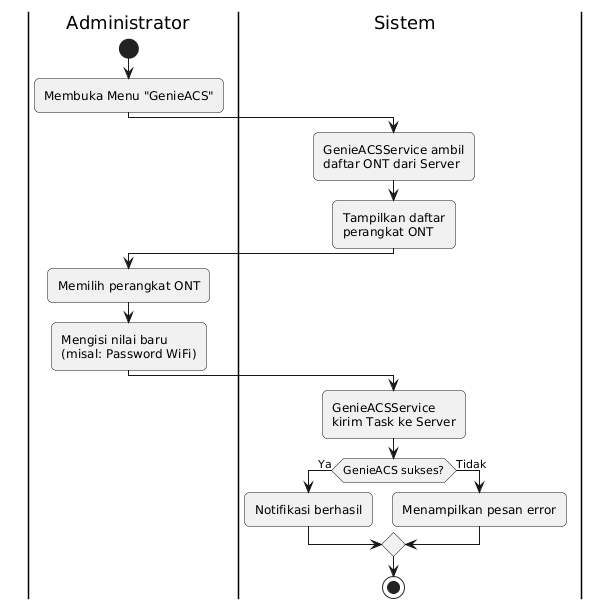 Administrator
Sistem
Membuka Menu "GenieACS"
GenieACSService ambil
daftar ONT dari Server
Tampilkan daftar
perangkat ONT
Memilih perangkat ONT
Mengisi nilai baru
(misal: Password WiFi)
GenieACSService
kirim Task ke Server
Ya
GenieACS sukses?
Tidak
Notifikasi berhasil
Menampilkan pesan error